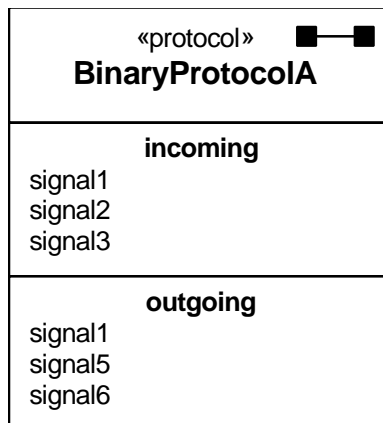 «protocol»
BinaryProtocolA
incoming
signal1
signal2
signal3
outgoing
signal1
signal5
signal6